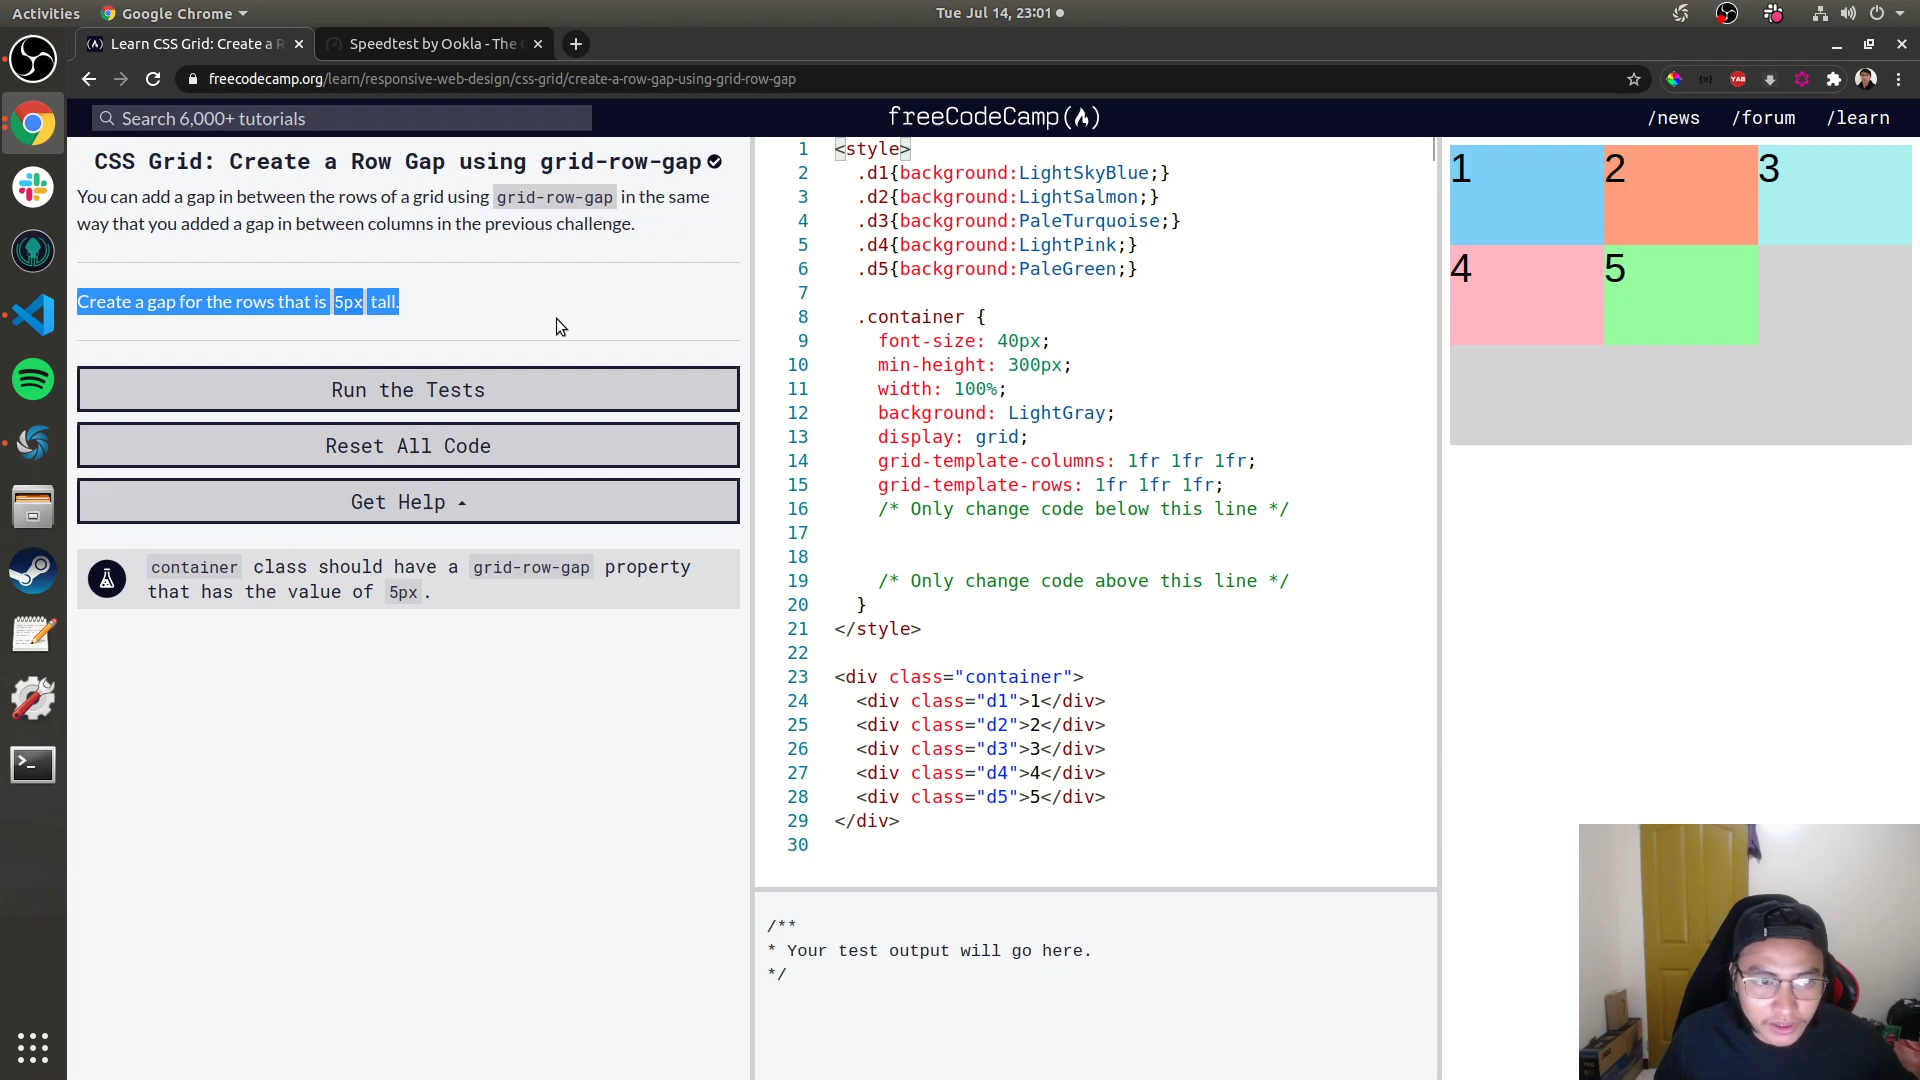 Activities
Google Chrome
Tue Jul 14, 23:01
Learn CSS Grid: Create a R
Speedtest by Ookla - The
freecodecamp.org/learn/responsive-web-design/css-grid/create-a-row-gap-using-grid-row-gap
YAB
Search 6,000+ tutorials
freeCodeCamp
/news
/forum
/learn
CSS Grid: Create a Row Gap using grid-row-gap
You can add a gap in between the rows of a grid using grid-row-gap in the same
way that you added a gap in between columns in the previous challenge.
Create a gap for the rows that is 5px tall.
Run the Tests
Reset All Code
Get Help
container class should have a grid-row-gap property
that has the value of 5px.
1 <style>
2 .d1{background:LightSkyBlue;}
3 .d2{background:LightSalmon;}
4 .d3{background:PaleTurquoise;}
5 .d4{background:LightPink;}
6 .d5{background:PaleGreen;}
7
8 .container {
9 font-size: 40px;
10 min-height: 300px;
11 width: 100%;
12 background: LightGray;
13 display: grid;
14 grid-template-columns: 1fr 1fr 1fr;
15 grid-template-rows: 1fr 1fr 1fr;
16 /* Only change code below this line */
17
18
19 /* Only change code above this line */
20 }
21 </style>
22
23 <div class="container">
24 <div class="d1">1</div>
25 <div class="d2">2</div>
26 <div class="d3">3</div>
27 <div class="d4">4</div>
28 <div class="d5">5</div>
29 </div>
30
/**
* Your test output will go here.
*/
1 2 3
4 5